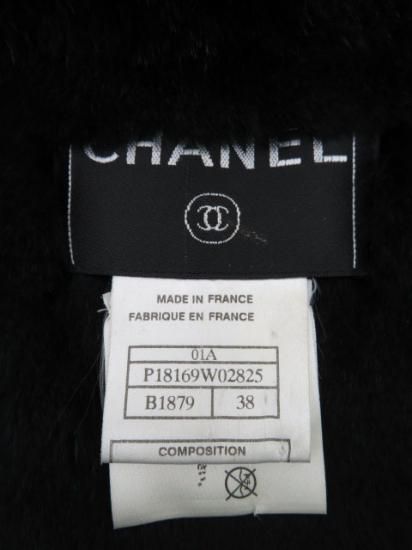 CHANEL
MADE IN FRANCE
FABRIQUE EN FRANCE
01A
P18169W02825
B1879 38
COMPOSITION